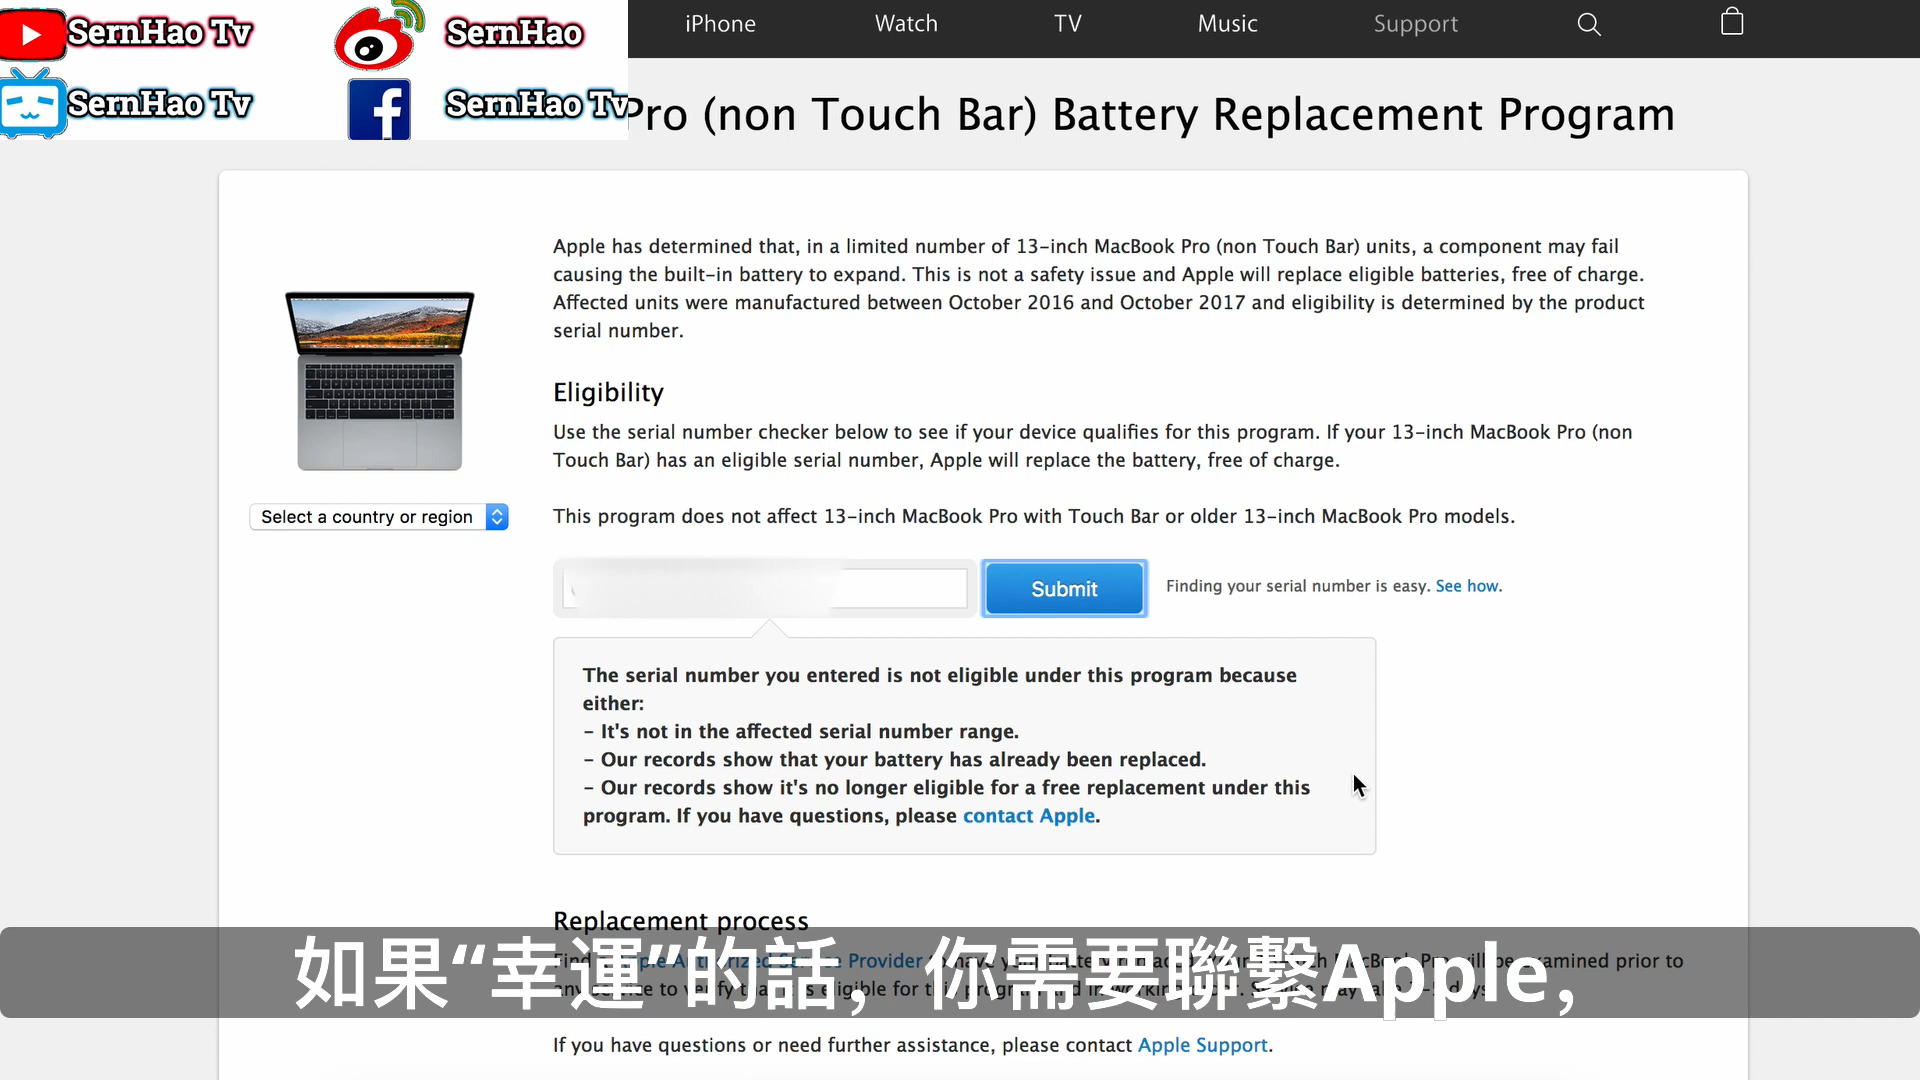 SernHao Tv
SernHao
SernHao Tv
SernHao Tv
iPhone
Watch
TV
Music
Support
Pro (non Touch Bar) Battery Replacement Program
Apple has determined that, in a limited number of 13-inch MacBook Pro (non Touch Bar) units, a component may fail
causing the built-in battery to expand. This is not a safety issue and Apple will replace eligible batteries, free of charge.
Affected units were manufactured between October 2016 and October 2017 and eligibility is determined by the product
serial number.
Eligibility
Use the serial number checker below to see if your device qualifies for this program. If your 13-inch MacBook Pro (non
Touch Bar) has an eligible serial number, Apple will replace the battery, free of charge.
Select a country or region
This program does not affect 13-inch MacBook Pro with Touch Bar or older 13-inch MacBook Pro models.
Submit
Finding your serial number is easy. See how.
The serial number you entered is not eligible under this program because
either:
- It's not in the affected serial number range.
- Our records show that your battery has already been replaced.
- Our records show it's no longer eligible for a free replacement under this
program. If you have questions, please contact Apple.
Replacement process
如果“幸運”的話，你需要聯繫Apple，
Find Provider examined prior to
If you have questions or need further assistance, please contact Apple Support.